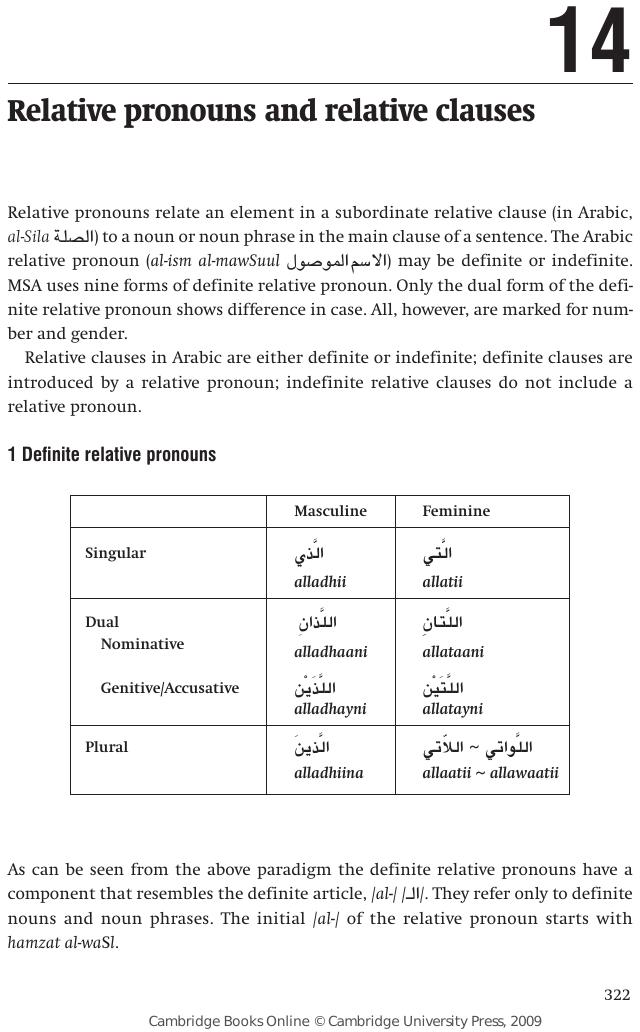 14
Relative pronouns and relative clauses
Relative pronouns relate an element in a subordinate relative clause (in Arabic,
al-Sila الصلة) to a noun or noun phrase in the main clause of a sentence. The Arabic
relative pronoun (al-ism al-mawSuul الاسم الموصول) may be definite or indefinite.
MSA uses nine forms of definite relative pronoun. Only the dual form of the defi-
nite relative pronoun shows difference in case. All, however, are marked for num-
ber and gender.
Relative clauses in Arabic are either definite or indefinite; definite clauses are
introduced by a relative pronoun; indefinite relative clauses do not include a
relative pronoun.
1 Definite relative pronouns
Masculine Feminine
Singular الَّذي الَّتي
alladhii allatii
Dual اللَّذانِ اللَّتانِ
Nominative alladhaani allataani
Genitive/Accusative اللَّذَيْنِ اللَّتَيْنِ
alladhayni allatayni
Plural الَّذينَ اللَّواتي ~ اللاّتي
alladhiina allaatii ~ allawaatii
As can be seen from the above paradigm the definite relative pronouns have a
component that resembles the definite article, /al-/ /الـ/. They refer only to definite
nouns and noun phrases. The initial /al-/ of the relative pronoun starts with
hamzat al-waSl.
322
Cambridge Books Online © Cambridge University Press, 2009